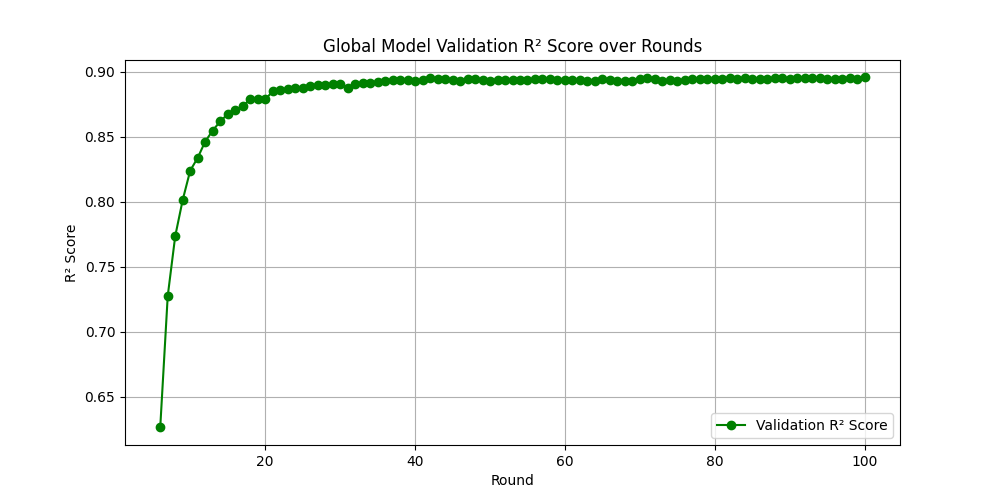 Global Model Validation R² Score over Rounds
R² Score
0.90
0.85
0.80
0.75
0.70
0.65
20 40 60 80 100
Round
Validation R² Score